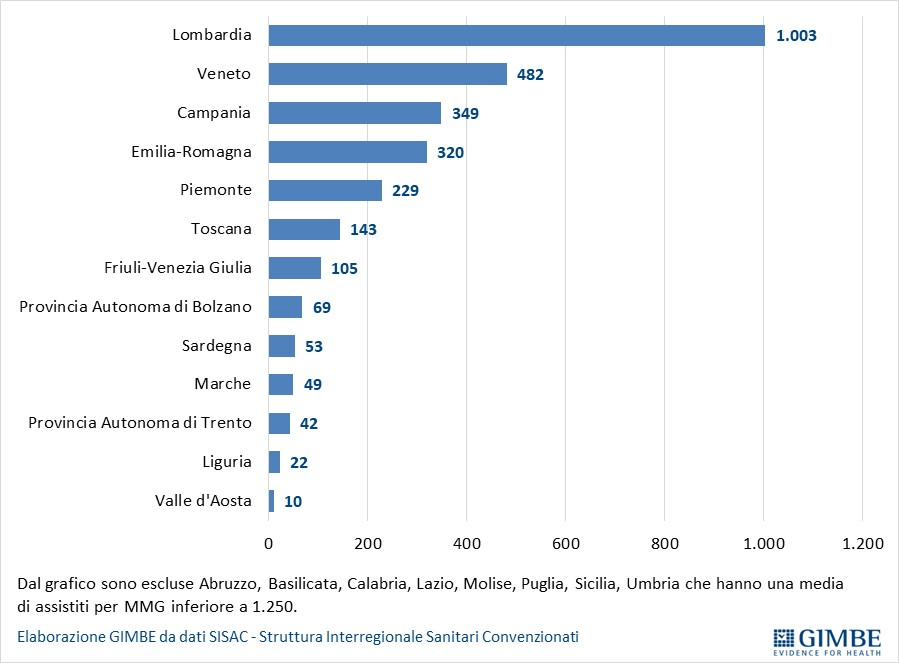 Lombardia 1.003
Veneto 482
Campania 349
Emilia-Romagna 320
Piemonte 229
Toscana 143
Friuli-Venezia Giulia 105
Provincia Autonoma di Bolzano 69
Sardegna 53
Marche 49
Provincia Autonoma di Trento 42
Liguria 22
Valle d'Aosta 10
0 200 400 600 800 1.000 1.200
Dal grafico sono escluse Abruzzo, Basilicata, Calabria, Lazio, Molise, Puglia, Sicilia, Umbria che hanno una media
di assistiti per MMG inferiore a 1.250.
Elaborazione GIMBE da dati SISAC - Struttura Interregionale Sanitari Convenzionati
GIMBE
EVIDENCE FOR HEALTH